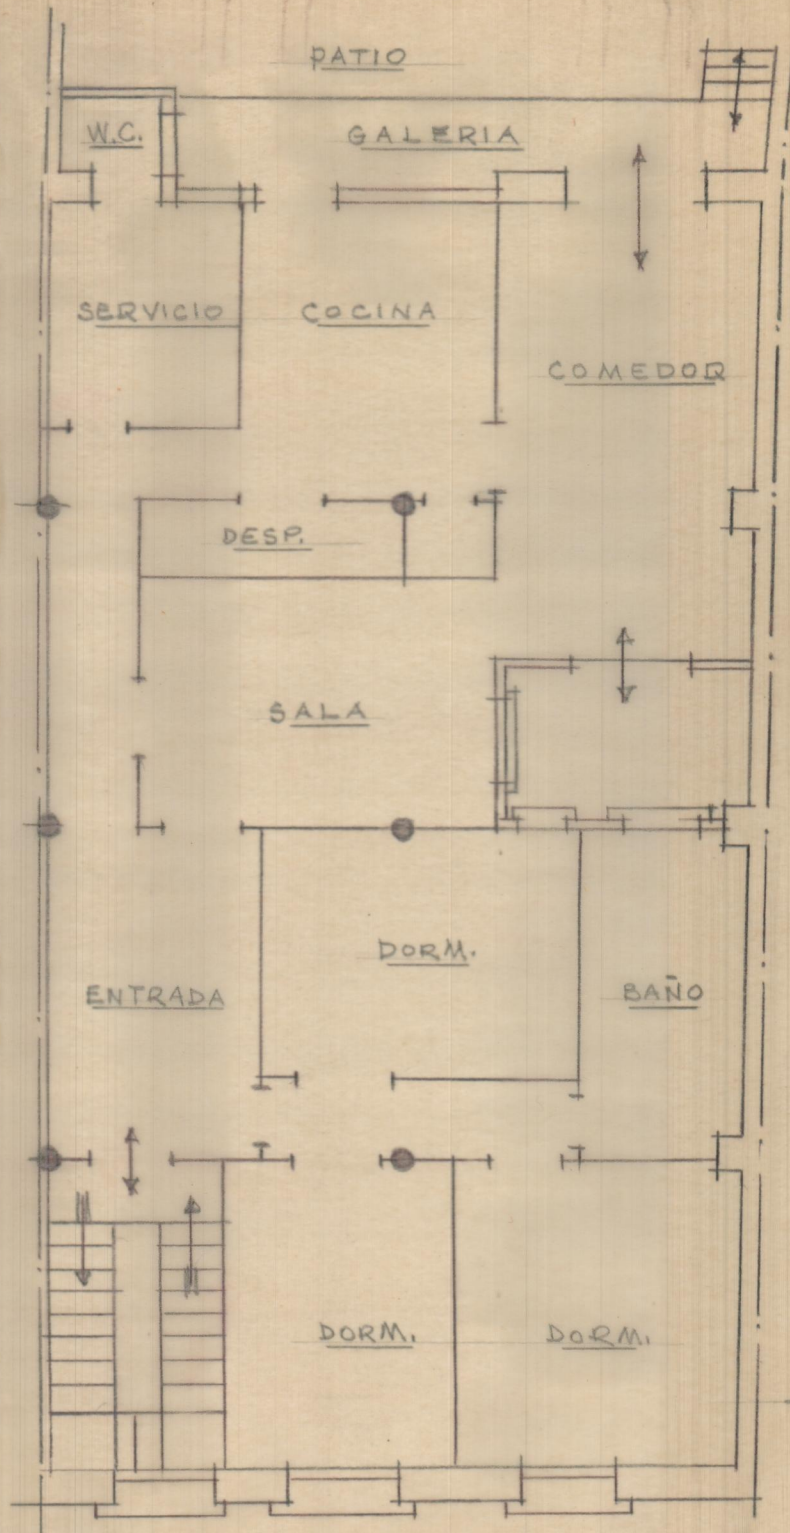 PATIO
W.C.
GALERIA
SERVICIO
COCINA
COMEDOR
DESP.
SALA
DORM.
ENTRADA
BAÑO
DORM.
DORM.